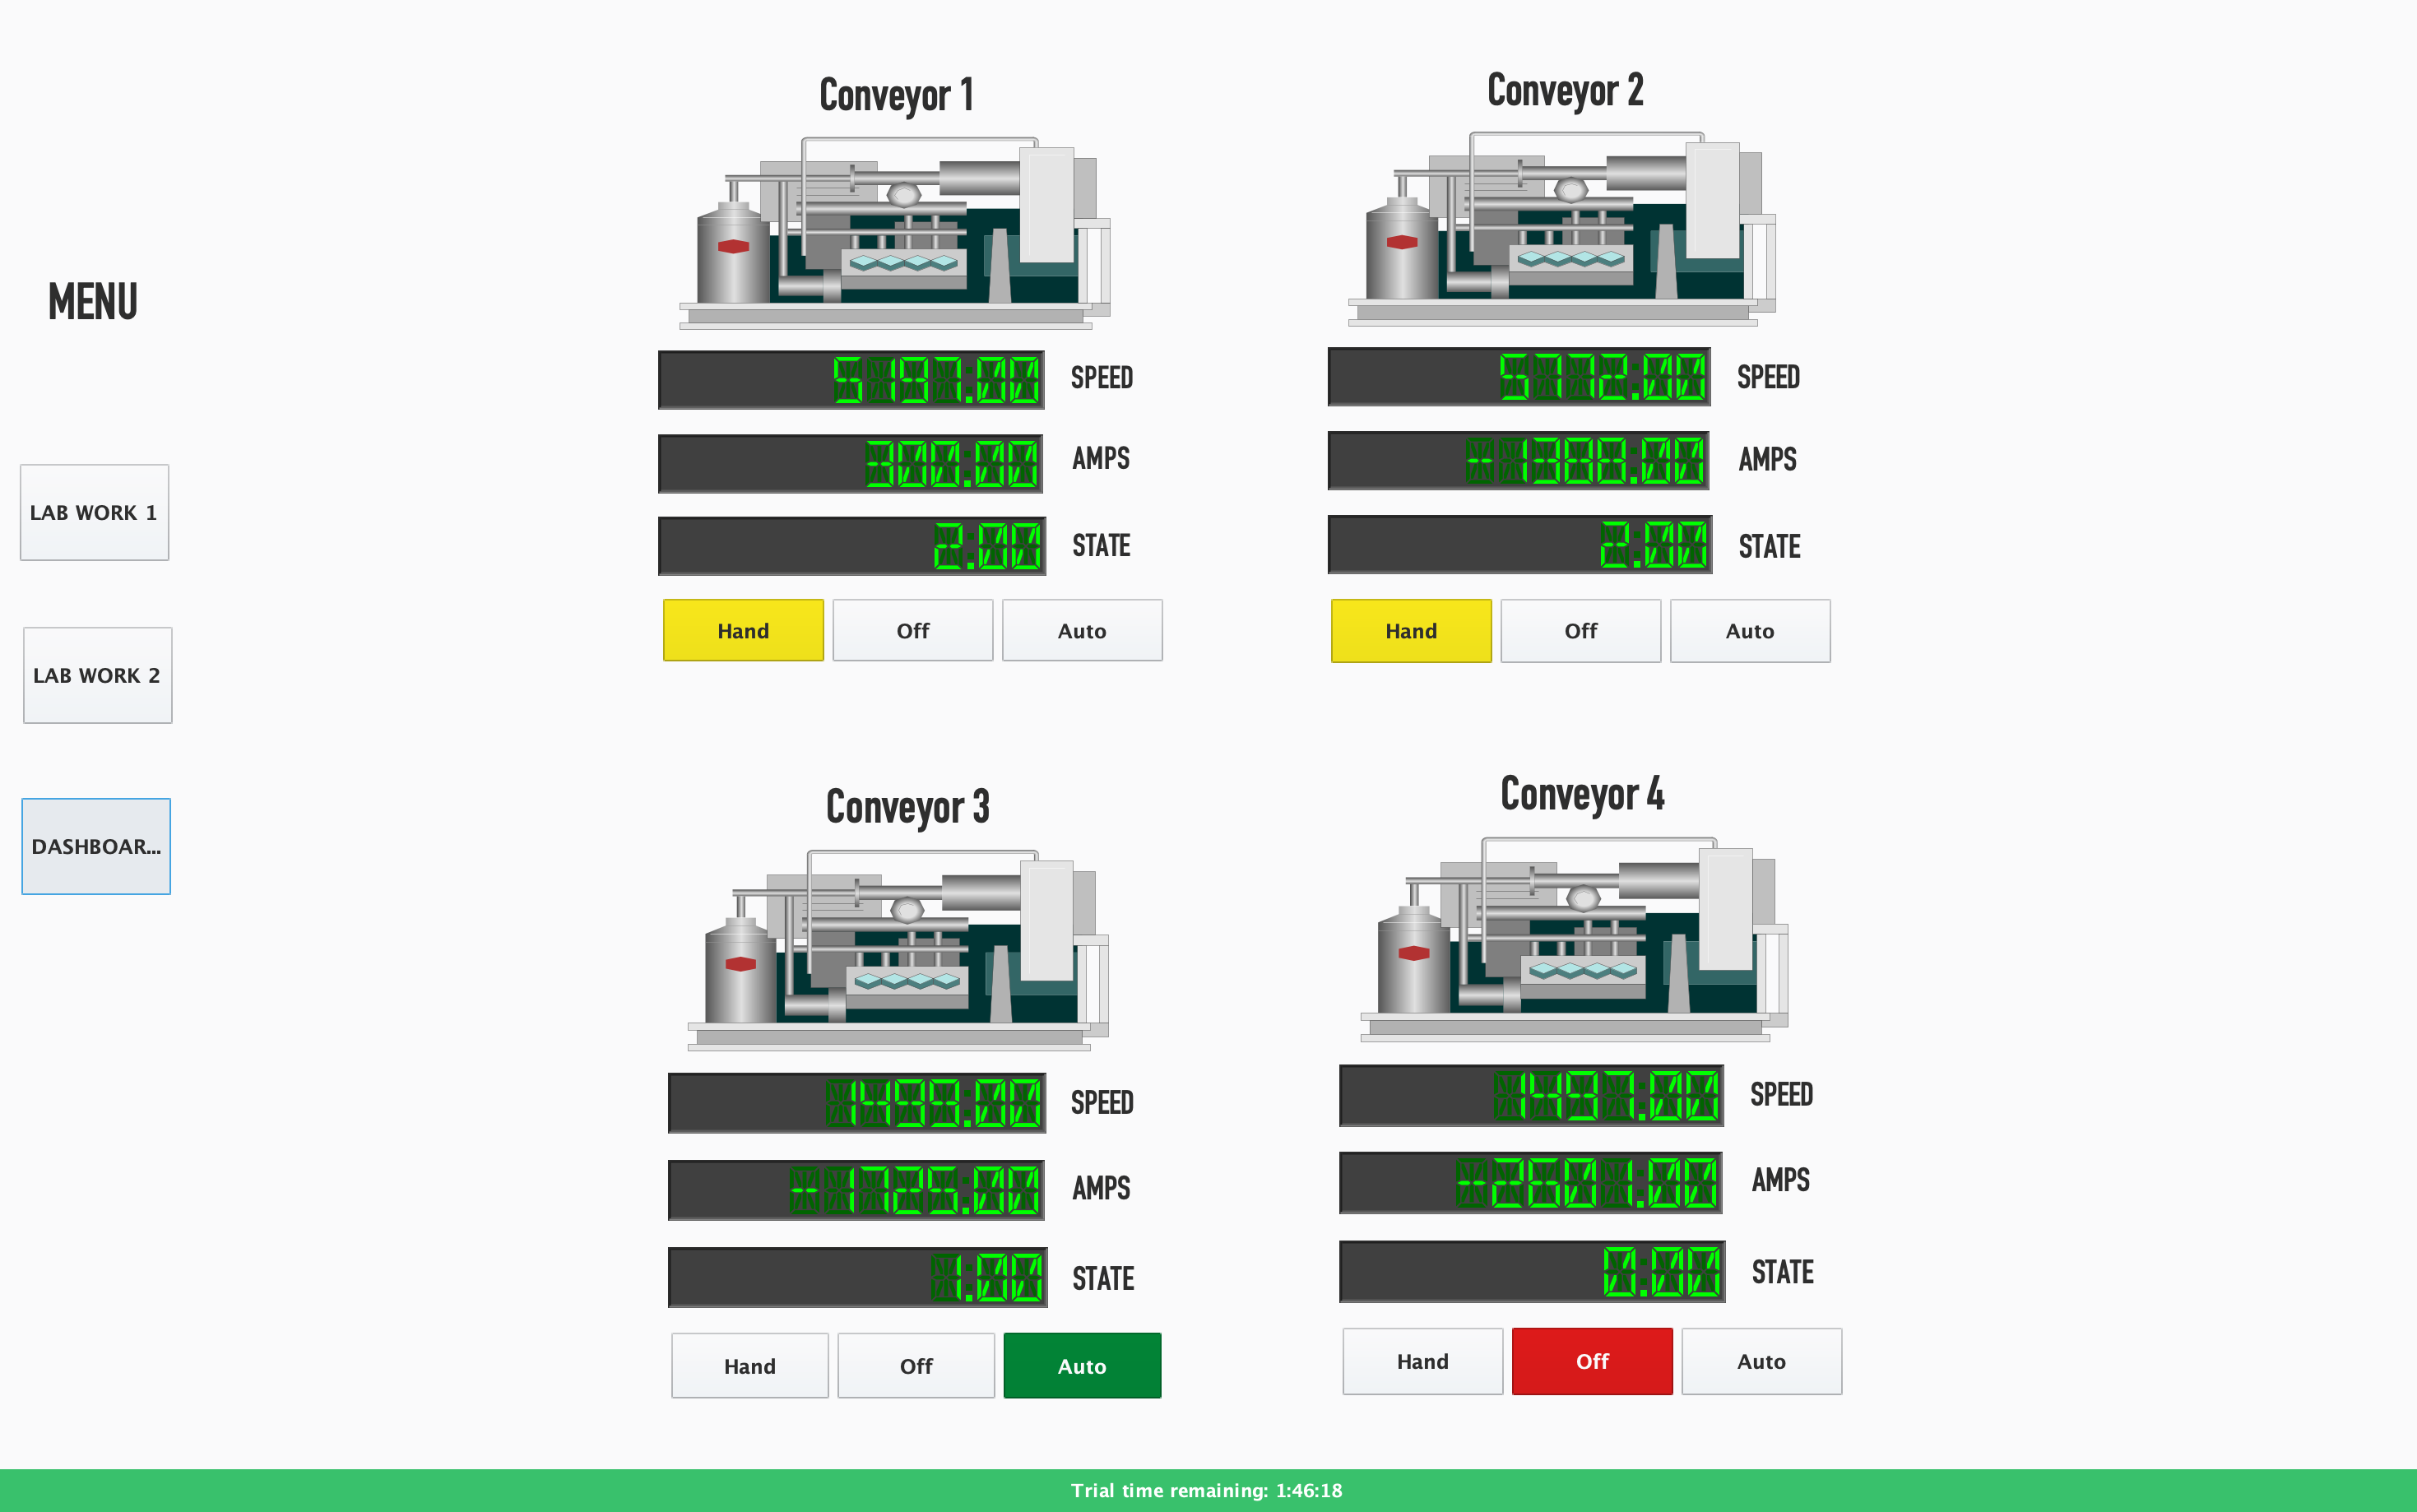 MENU
LAB WORK 1
LAB WORK 2
DASHBOAR...
Conveyor 1
5197.00 SPEED
300.00 AMPS
2.00 STATE
Hand Off Auto
Conveyor 2
5772.00 SPEED
-1388.00 AMPS
2.00 STATE
Hand Off Auto
Conveyor 3
1499.00 SPEED
-1725.00 AMPS
1.00 STATE
Hand Off Auto
Conveyor 4
1497.00 SPEED
-2601.00 AMPS
0.00 STATE
Hand Off Auto
Trial time remaining: 1:46:18